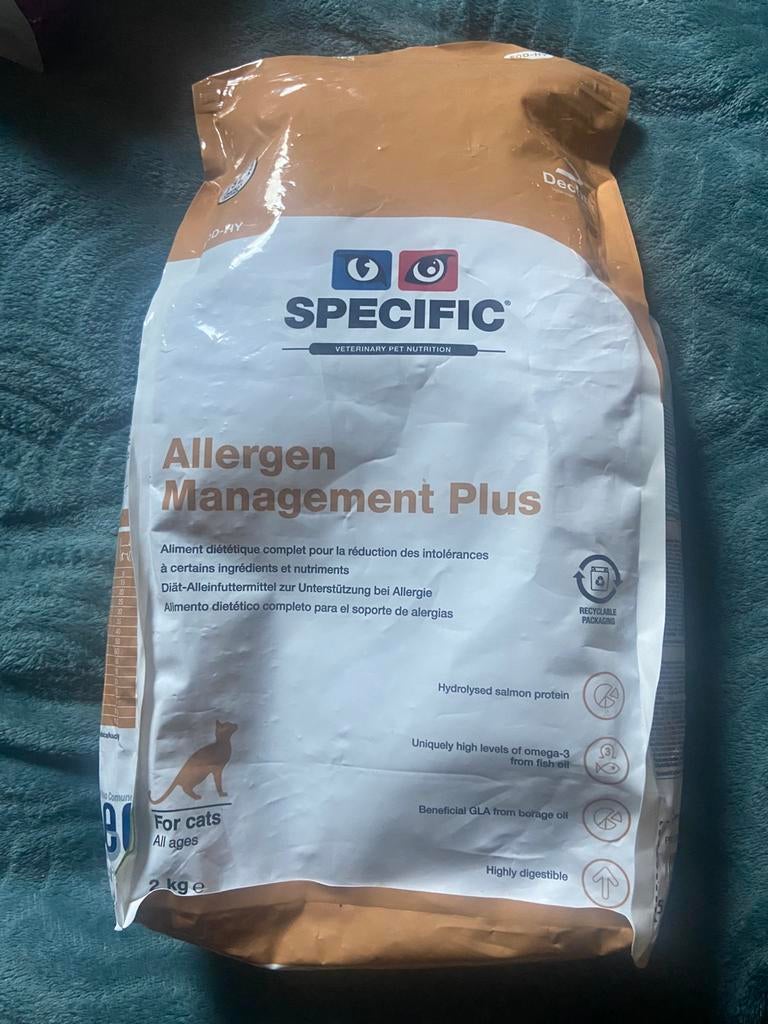 SPECIFIC®
VETERINARY PET NUTRITION
Allergen
Management Plus
Aliment diététique complet pour la réduction des intolérances
à certains ingrédients et nutriments
Diät-Alleinfuttermittel zur Unterstützung bei Allergie
Alimento dietético completo para el soporte de alergias
RECYCLABLE
PACKAGING
Hydrolysed salmon protein
Uniquely high levels of omega-3
from fish oil
Beneficial GLA from borage oil
Highly digestible
For cats
All ages
2 kg e